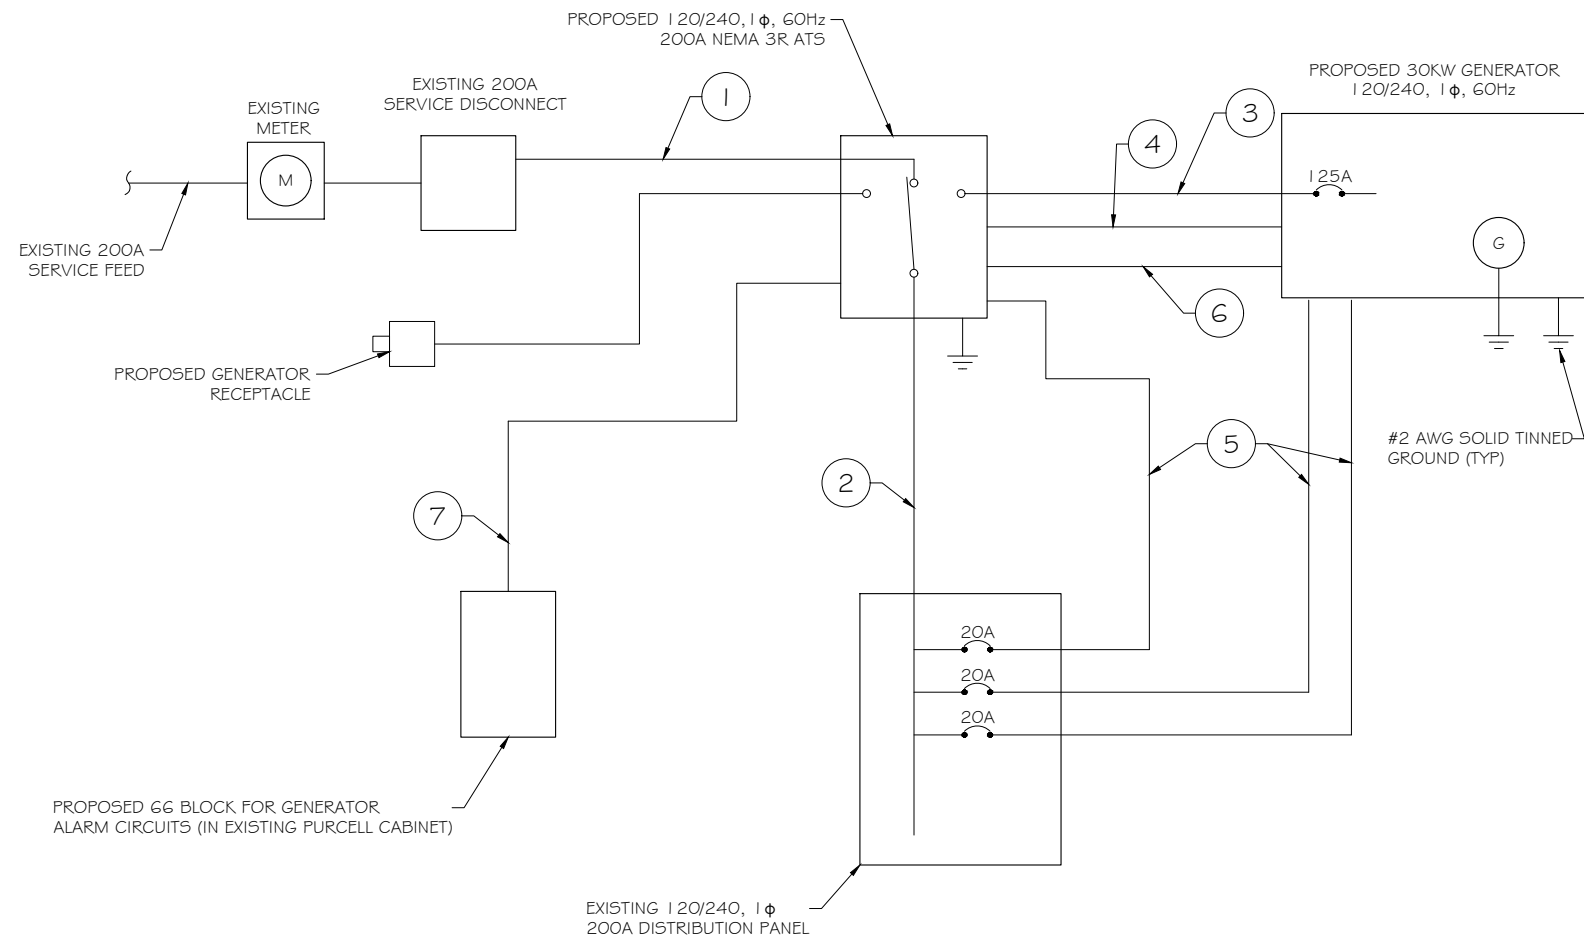 PROPOSED 120/240, 1ϕ, 60Hz
200A NEMA 3R ATS
EXISTING 200A
SERVICE DISCONNECT
1
PROPOSED 30KW GENERATOR
120/240, 1ϕ, 60Hz
EXISTING
METER
3
4
M
125A
EXISTING 200A
SERVICE FEED
G
6
PROPOSED GENERATOR
RECEPTACLE
#2 AWG SOLID TINNED
GROUND (TYP)
5
2
7
20A
20A
20A
PROPOSED 66 BLOCK FOR GENERATOR
ALARM CIRCUITS (IN EXISTING PURCELL CABINET)
EXISTING 120/240, 1ϕ
200A DISTRIBUTION PANEL